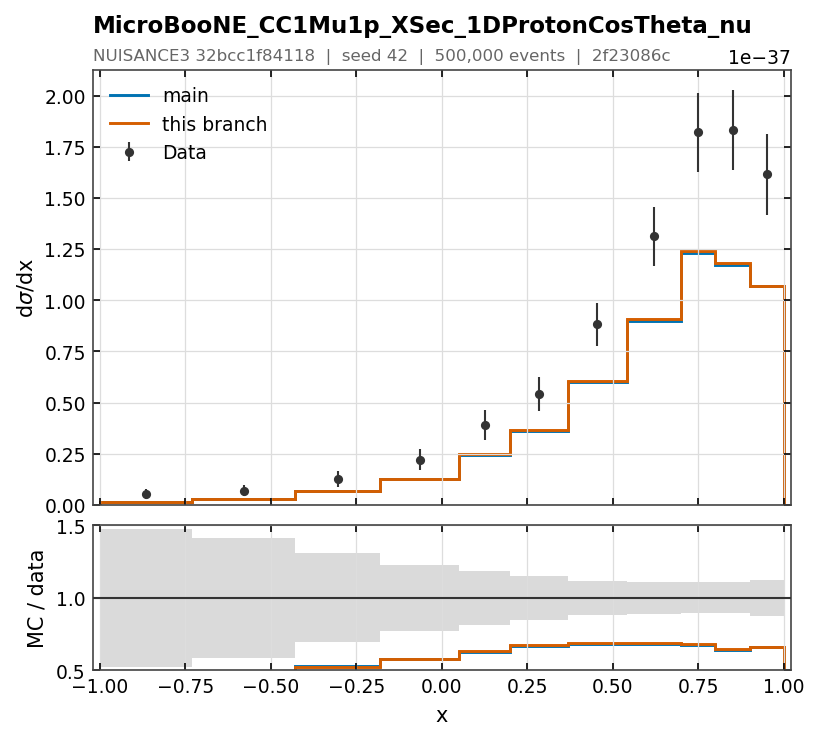 MicroBooNE_CC1Mu1p_XSec_1DProtonCosTheta_nu
NUISANCE3 32bcc1f84118 | seed 42 | 500,000 events | 2f23086c
1e−37
main
this branch
Data
2.00
1.75
1.50
1.25
1.00
0.75
0.50
0.25
0.00
dσ/dx
1.5
1.0
0.5
MC / data
−1.00 −0.75 −0.50 −0.25 0.00 0.25 0.50 0.75 1.00
x